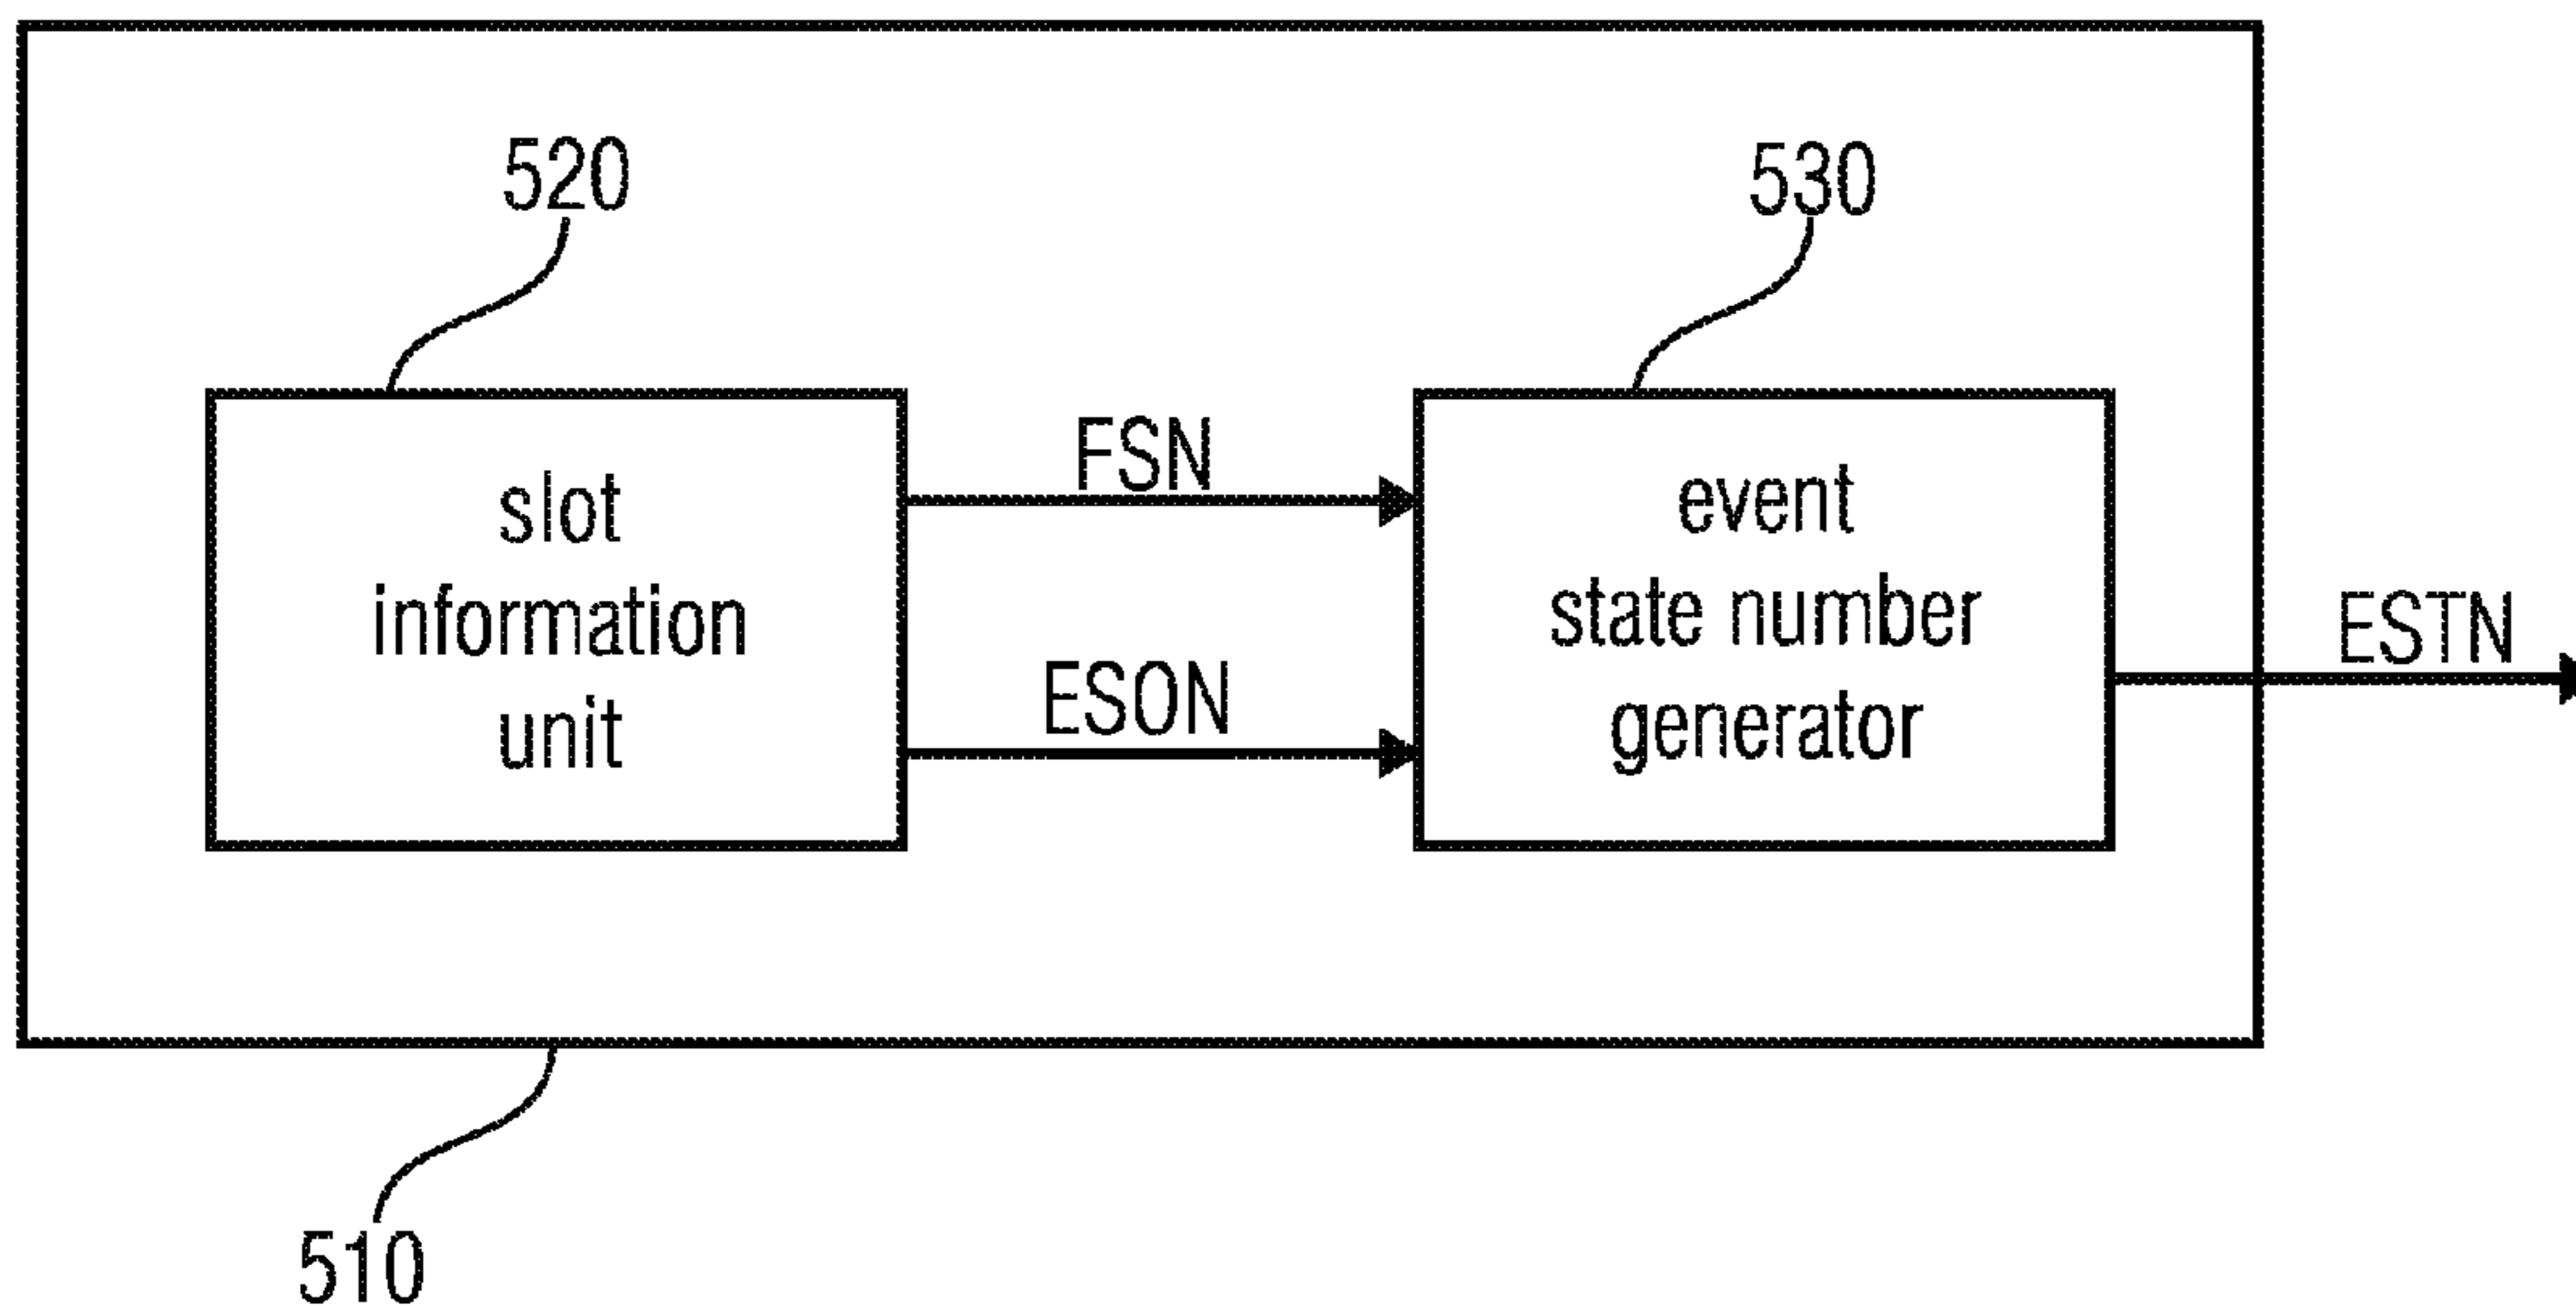 520
530
slot
information
unit
FSN
ESON
event
state number
generator
ESTN
510